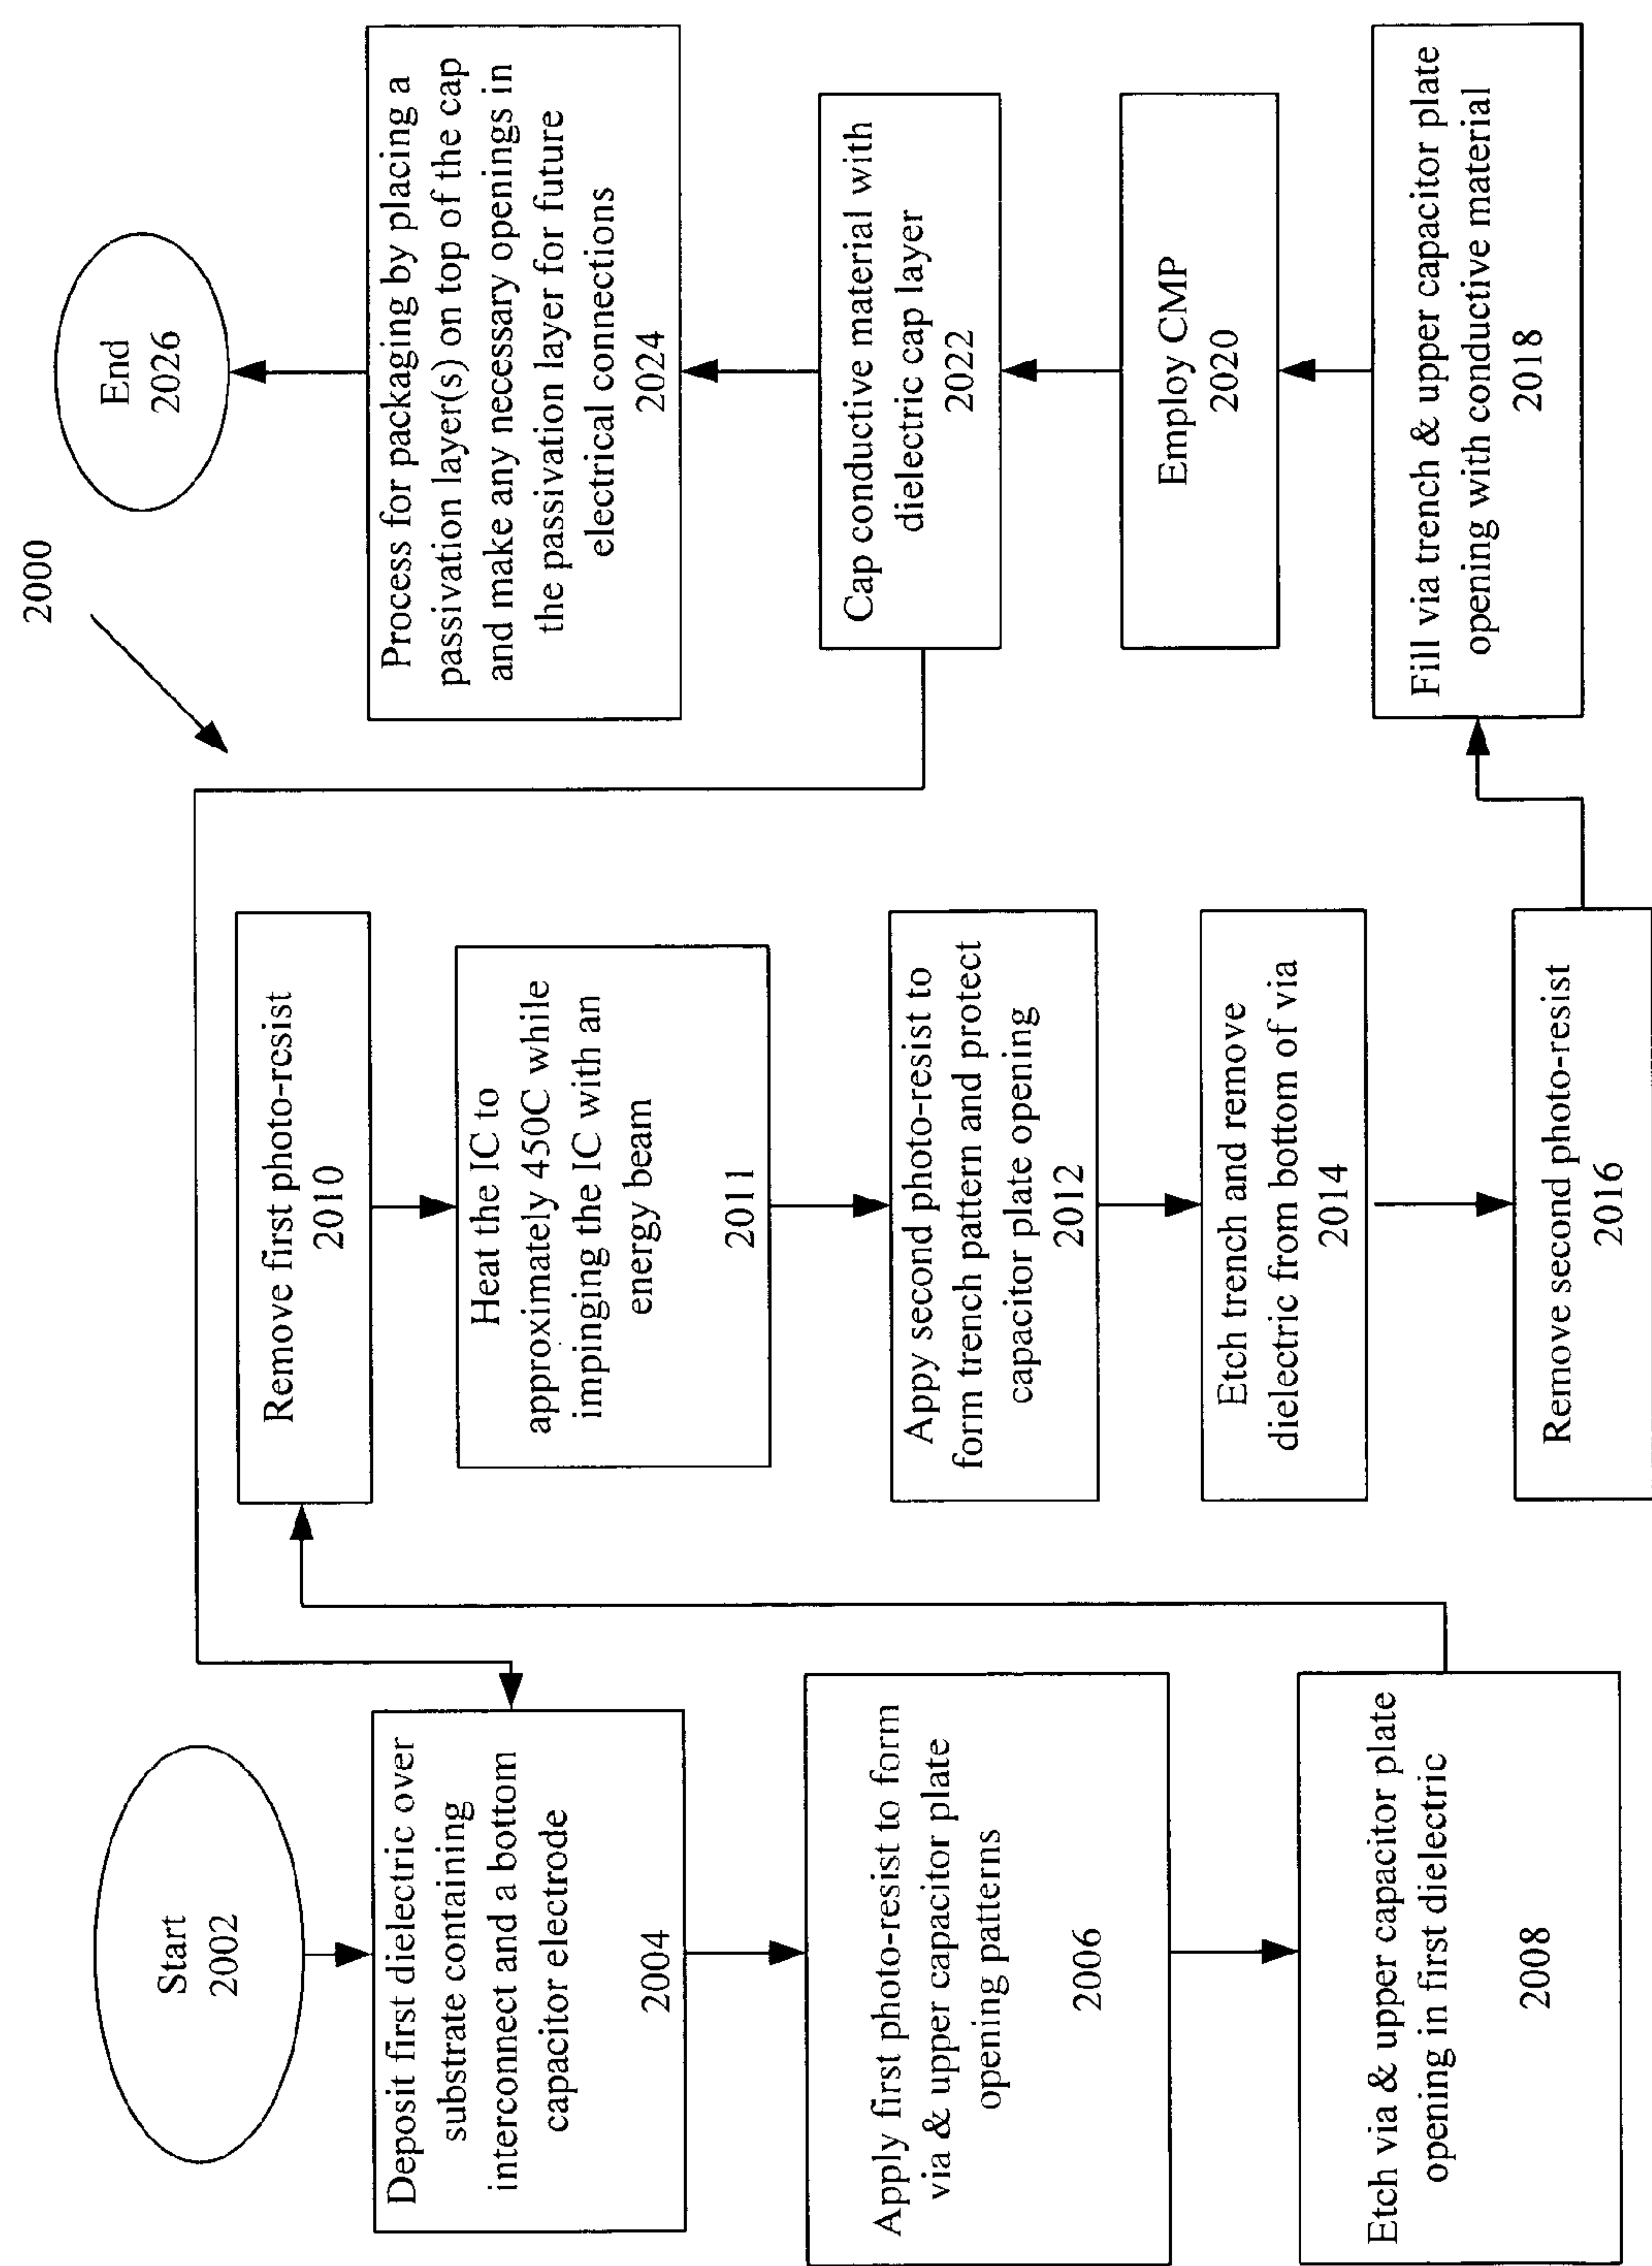 2000
Start
2002
Deposit first dielectric over
substrate containing
interconnect and a bottom
capacitor electrode
2004
Apply first photo-resist to form
via & upper capacitor plate
opening patterns
2006
Etch via & upper capacitor plate
opening in first dielectric
2008
Remove first photo-resist
2010
Heat the IC to
approximately 450C while
impinging the IC with an
energy beam
2011
Appy second photo-resist to
form trench pattern and protect
capacitor plate opening
2012
Etch trench and remove
dielectric from bottom of via
2014
Remove second photo-resist
2016
Fill via trench & upper capacitor plate
opening with conductive material
2018
Employ CMP
2020
Cap conductive material with
dielectric cap layer
2022
Process for packaging by placing a
passivation layer(s) on top of the cap
and make any necessary openings in
the passivation layer for future
electrical connections
2024
End
2026